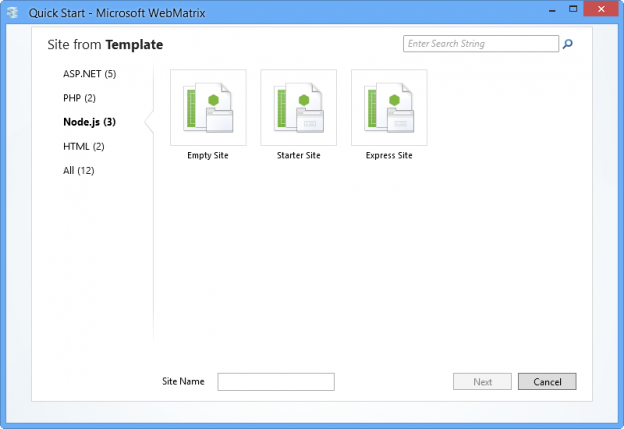 Quick Start - Microsoft WebMatrix
Site from Template
Enter Search String
ASP.NET (5)
PHP (2)
Node.js (3)
HTML (2)
All (12)
Empty Site
Starter Site
Express Site
Site Name
Next
Cancel